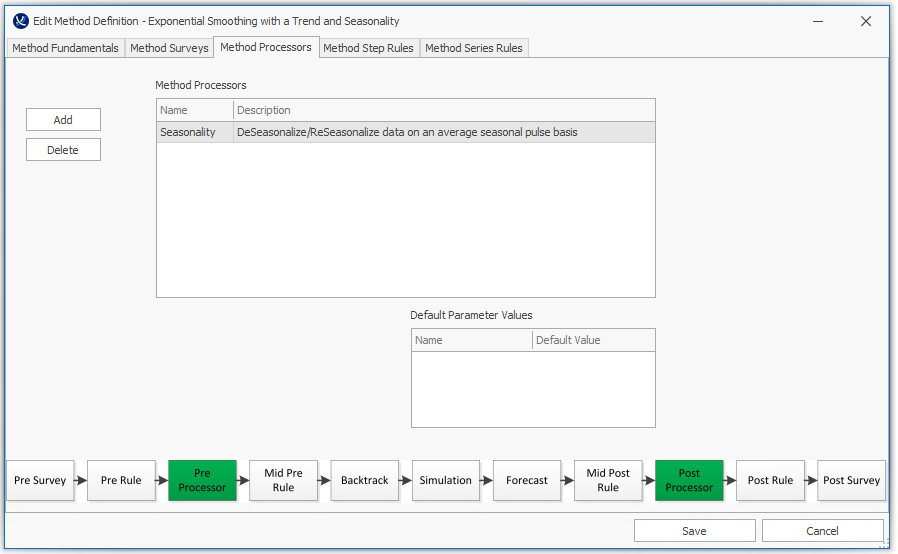 Edit Method Definition - Exponential Smoothing with a Trend and Seasonality
Method Fundamentals Method Surveys Method Processors Method Step Rules Method Series Rules
Method Processors
Add
Delete
Name Description
Seasonality DeSeasonalize/ReSeasonalize data on an average seasonal pulse basis
Default Parameter Values
Name Default Value
Pre Survey
Pre Rule
Pre
Processor
Mid Pre
Rule
Backtrack
Simulation
Forecast
Mid Post
Rule
Post
Processor
Post Rule
Post Survey
Save Cancel